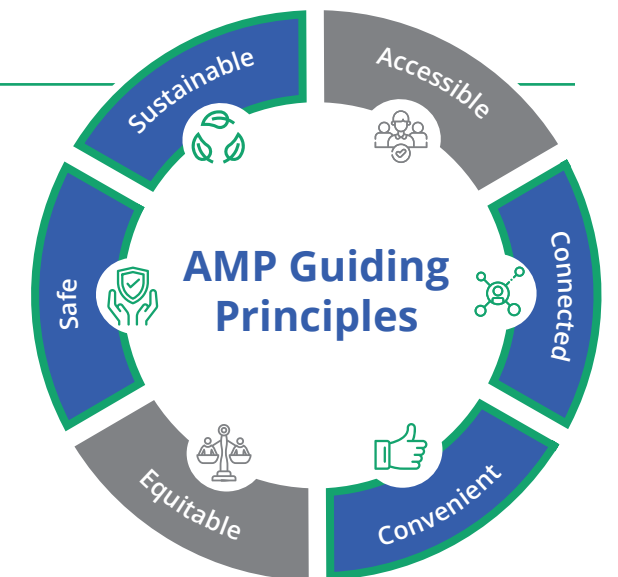 Sustainable
Accessible
Connected
Convenient
Equitable
Safe
AMP Guiding
Principles